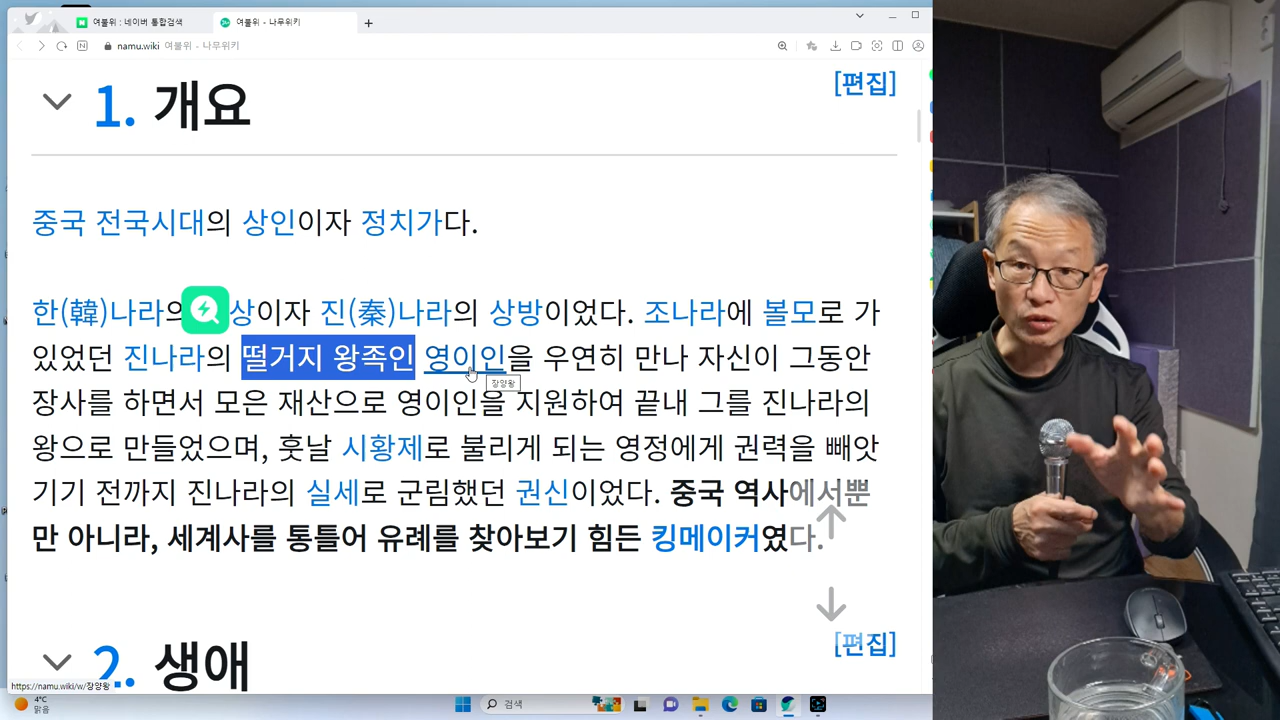 여불위 : 네이버 통합검색
여불위 - 나무위키
namu.wiki 여불위 - 나무위키
1. 개요
[편집]
중국 전국시대의 상인이자 정치가다.
한(韓)나라의 상이자 진(秦)나라의 상방이었다. 조나라에 볼모로 가
있었던 진나라의 떨거지 왕족인 영이인을 우연히 만나 자신이 그동안
장양왕
장사를 하면서 모은 재산으로 영이인을 지원하여 끝내 그를 진나라의
왕으로 만들었으며, 훗날 시황제로 불리게 되는 영정에게 권력을 빼앗
기기 전까지 진나라의 실세로 군림했던 권신이었다. 중국 역사에서뿐
만 아니라, 세계사를 통틀어 유례를 찾아보기 힘든 킹메이커였다.
2. 생애
[편집]
https://namu.wiki/w/장양왕
4°C
맑음
검색